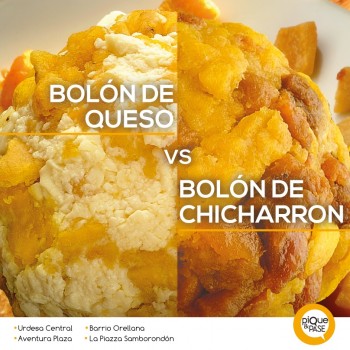 BOLÓN DE
QUESO
VS
BOLÓN DE
CHICHARRON
• Urdesa Central • Barrio Orellana
• Aventura Plaza • La Piazza Samborondón
pique
& PASE